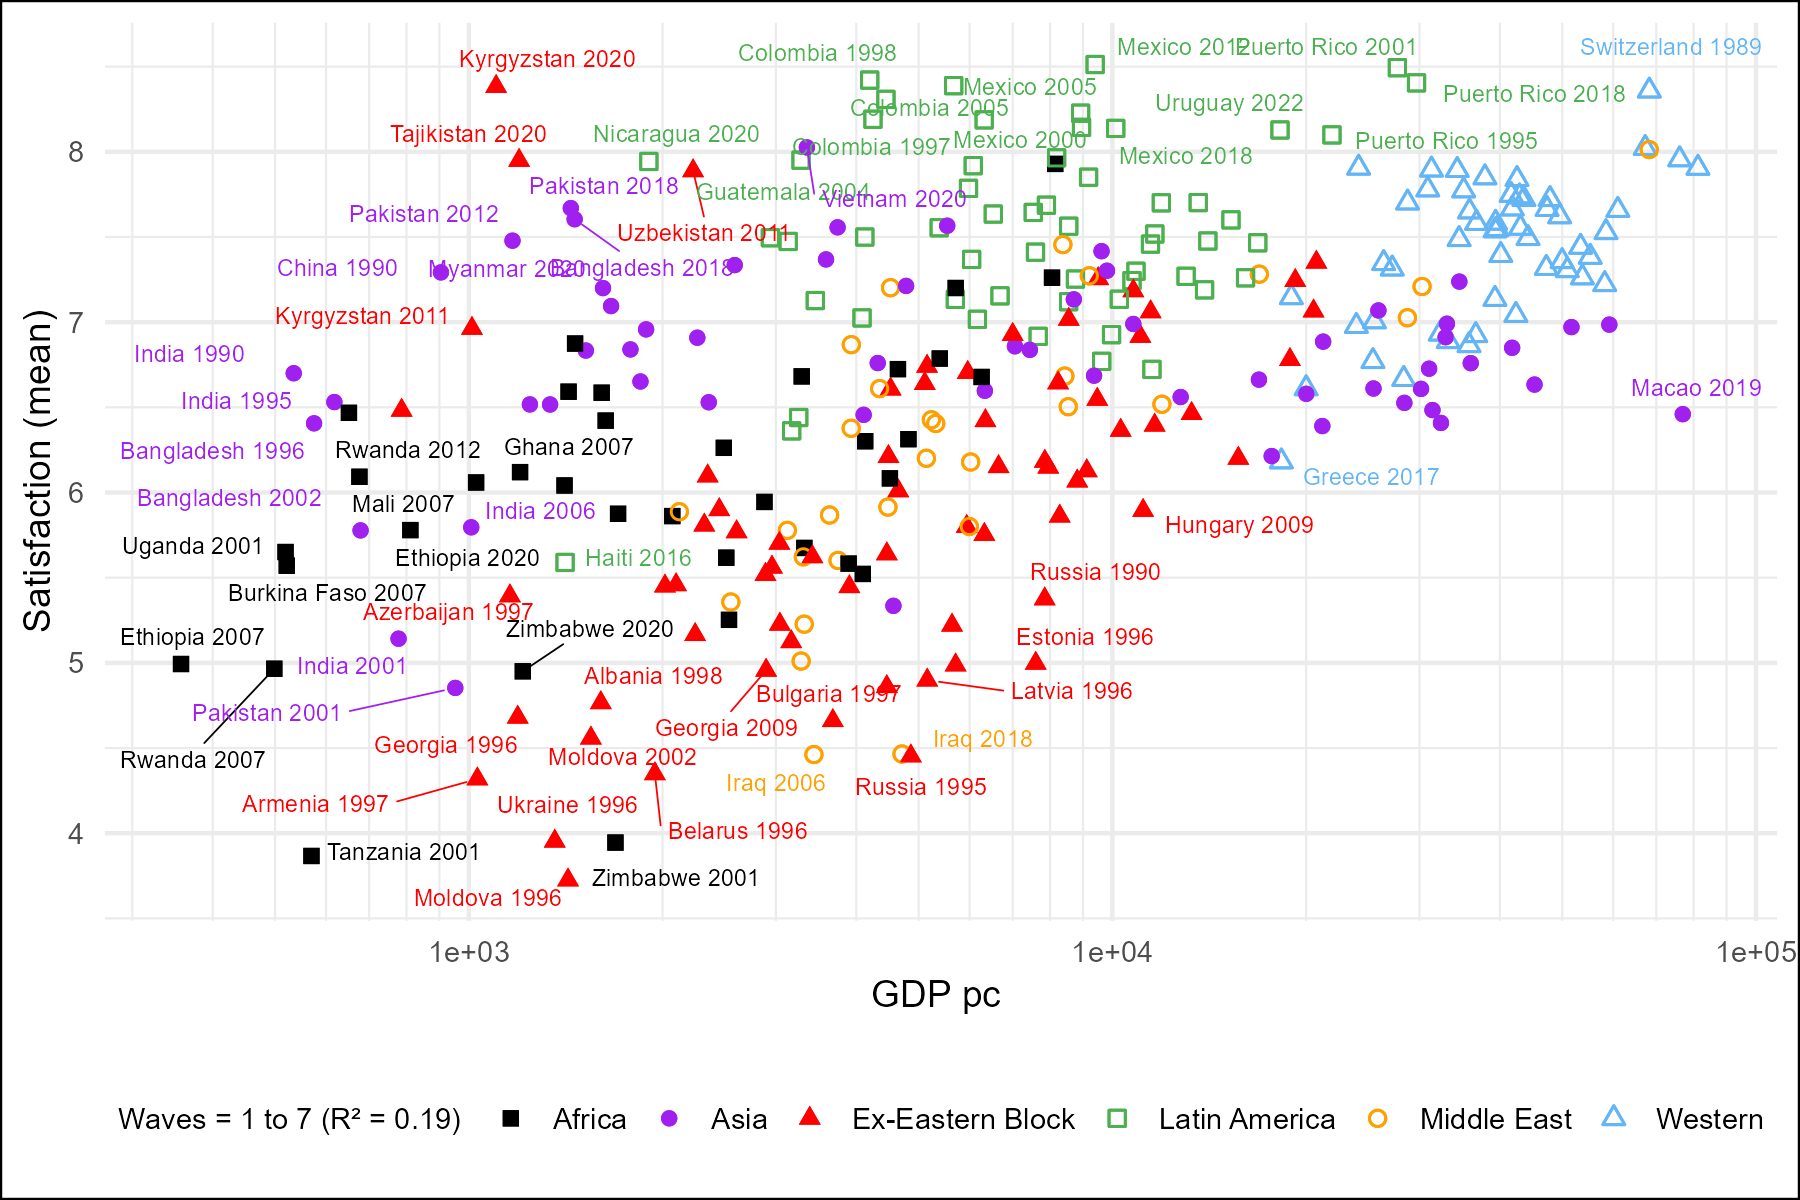 Kyrgyzstan 2020
Colombia 1998
Mexico 2012
Puerto Rico 2001
Switzerland 1989
Mexico 2005
Colombia 2005
Uruguay 2022
Puerto Rico 2018
Tajikistan 2020
Nicaragua 2020
Colombia 1997
Mexico 2000
Mexico 2018
Puerto Rico 1995
8
Pakistan 2018
Guatemala 2004
Vietnam 2020
Pakistan 2012
Uzbekistan 2011
China 1990
Myanmar 2020
Bangladesh 2018
Kyrgyzstan 2011
7
India 1990
India 1995
Macao 2019
Bangladesh 1996
Rwanda 2012
Ghana 2007
Greece 2017
6
Bangladesh 2002
Mali 2007
India 2006
Hungary 2009
Uganda 2001
Ethiopia 2020
Haiti 2016
Russia 1990
Burkina Faso 2007
Azerbaijan 1997
Ethiopia 2007
Zimbabwe 2020
Estonia 1996
5
India 2001
Albania 1998
Bulgaria 1997
Latvia 1996
Pakistan 2001
Georgia 2009
Georgia 1996
Iraq 2018
Rwanda 2007
Moldova 2002
Iraq 2006
Russia 1995
Armenia 1997
Ukraine 1996
Belarus 1996
4
Tanzania 2001
Zimbabwe 2001
Moldova 1996
Satisfaction (mean)
1e+03
1e+04
1e+05
GDP pc
Waves = 1 to 7 (R² = 0.19)
Africa
Asia
Ex-Eastern Block
Latin America
Middle East
Western